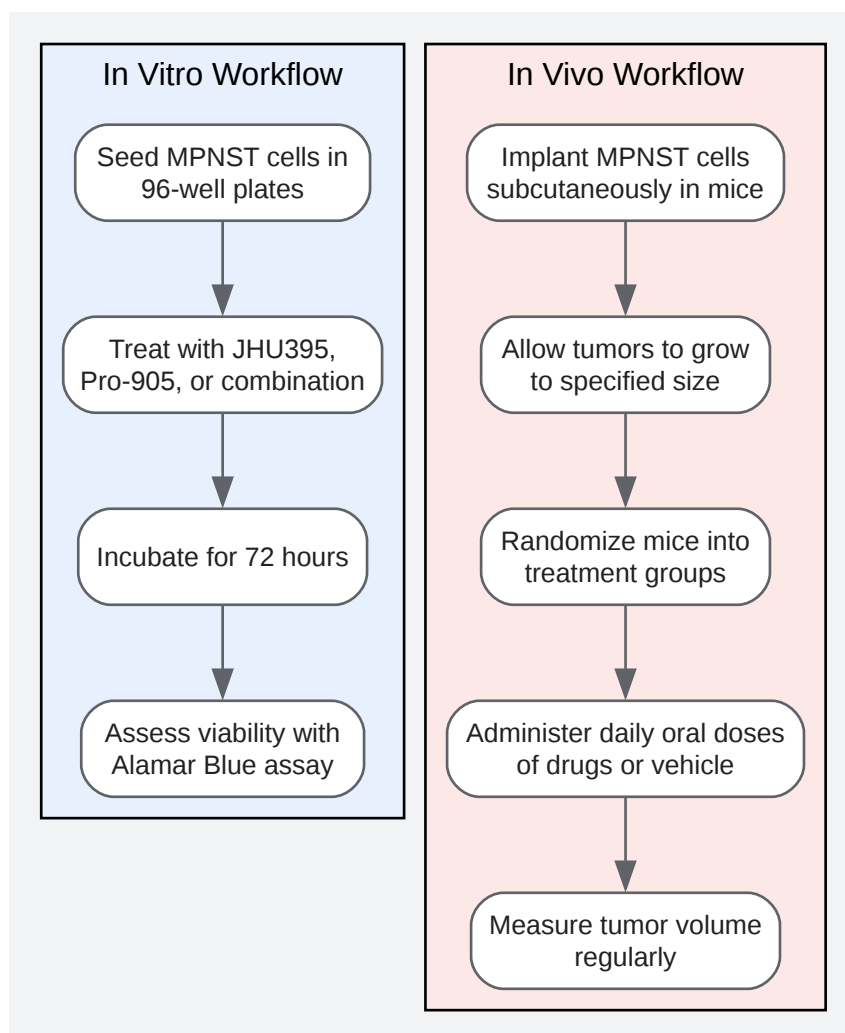 In Vitro Workflow
Seed MPNST cells in
96-well plates
Treat with JHU395,
Pro-905, or combination
Incubate for 72 hours
Assess viability with
Alamar Blue assay
In Vivo Workflow
Implant MPNST cells
subcutaneously in mice
Allow tumors to grow
to specified size
Randomize mice into
treatment groups
Administer daily oral doses
of drugs or vehicle
Measure tumor volume
regularly